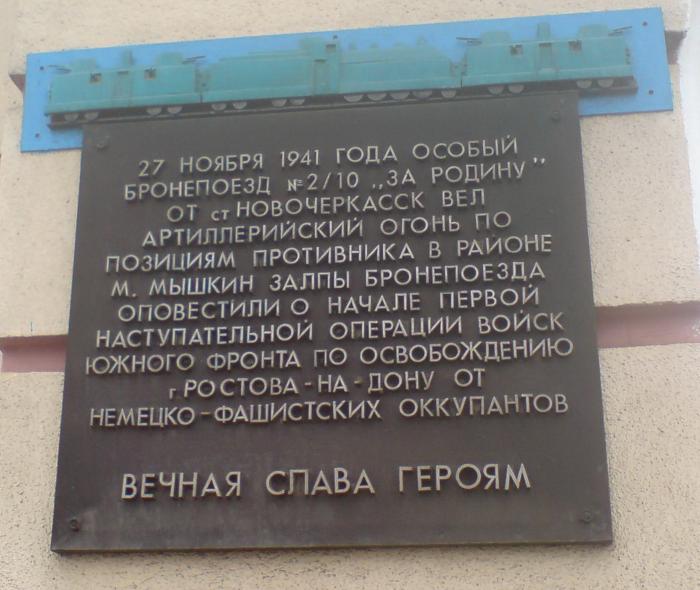 27 НОЯБРЯ 1941 ГОДА ОСОБЫЙ
БРОНЕПОЕЗД №2/10 „ЗА РОДИНУ"
ОТ ст НОВОЧЕРКАССК ВЕЛ
АРТИЛЛЕРИЙСКИЙ ОГОНЬ ПО
ПОЗИЦИЯМ ПРОТИВНИКА В РАЙОНЕ
М. МЫШКИН ЗАЛПЫ БРОНЕПОЕЗДА
ОПОВЕСТИЛИ О НАЧАЛЕ ПЕРВОЙ
НАСТУПАТЕЛЬНОЙ ОПЕРАЦИИ ВОЙСК
ЮЖНОГО ФРОНТА ПО ОСВОБОЖДЕНИЮ
г РОСТОВА-НА-ДОНУ ОТ
НЕМЕЦКО-ФАШИСТСКИХ ОККУПАНТОВ
ВЕЧНАЯ СЛАВА ГЕРОЯМ